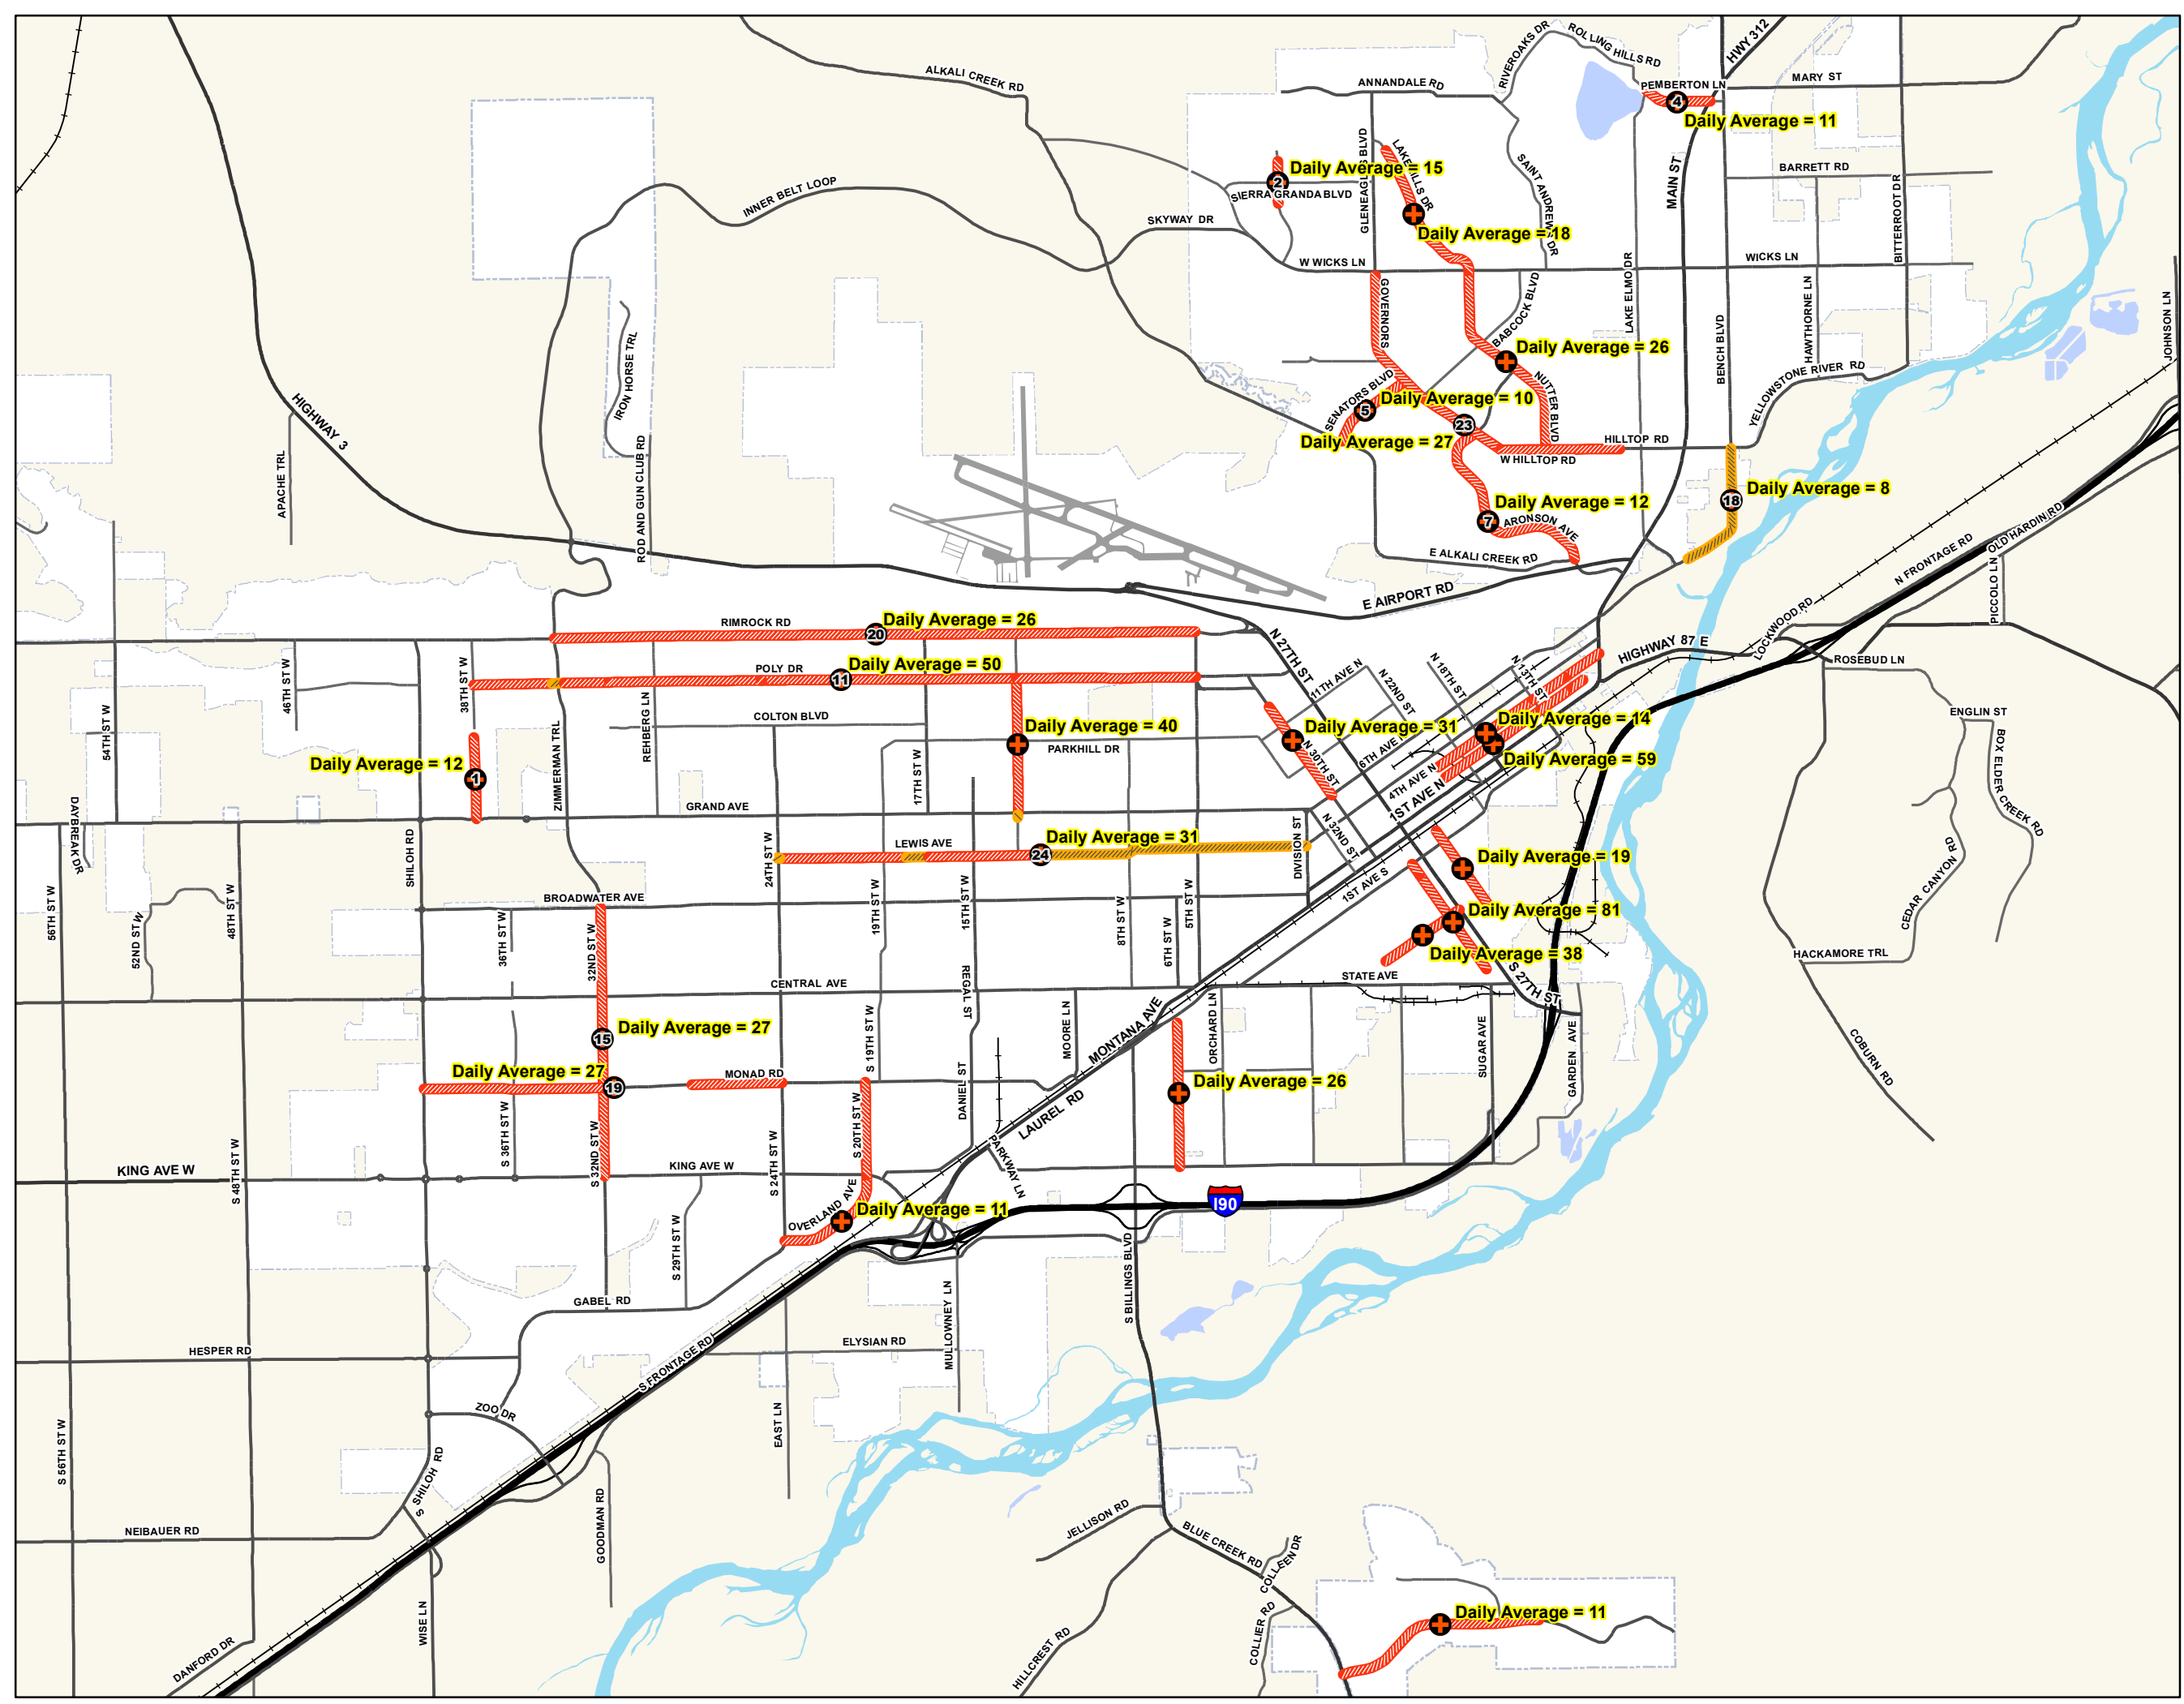 HWY 312
RIVEROAKS DR
ROLLING HILLS RD
ALKALI CREEK RD
ANNANDALE RD
PEMBERTON LN
MARY ST
4
Daily Average = 11
GLENEAGLES BLVD
LAKE HILLS DR
Daily Average = 15
2
SIERRA GRANDA BLVD
SAINT ANDREWS DR
MAIN ST
BARRETT RD
BITTERROOT DR
INNER BELT LOOP
SKYWAY DR
Daily Average = 18
W WICKS LN
WICKS LN
LAKE ELMO DR
GOVERNORS
BABCOCK BLVD
BENCH BLVD
HAWTHORNE LN
JOHNSON LN
IRON HORSE TRL
Daily Average = 26
YELLOWSTONE RIVER RD
NUTTER BLVD
SENATORS BLVD
Daily Average = 10
5
23
HIGHWAY 3
Daily Average = 27
HILLTOP RD
W HILLTOP RD
APACHE TRL
ROD AND GUN CLUB RD
Daily Average = 8
18
Daily Average = 12
7
ARONSON AVE
E ALKALI CREEK RD
OLD HARDIN RD
N FRONTAGE RD
PICCOLO LN
E AIRPORT RD
LOCKWOOD RD
RIMROCK RD
20
Daily Average = 26
N 27TH ST
HIGHWAY 87 E
ROSEBUD LN
POLY DR
11
Daily Average = 50
46TH ST W
38TH ST W
11TH AVE N
N 22ND ST
N 18TH ST
N 13TH ST
54TH ST W
REHBERG LN
COLTON BLVD
Daily Average = 40
PARKHILL DR
Daily Average = 31
N 30TH ST
6TH AVE N
Daily Average = 14
Daily Average = 59
ENGLIN ST
BOX ELDER CREEK RD
Daily Average = 12
1
ZIMMERMAN TRL
17TH ST W
4TH AVE N
1ST AVE N
GRAND AVE
DAYBREAK DR
SHILOH RD
24TH ST W
LEWIS AVE
24
Daily Average = 31
DIVISION ST
N 32ND ST
1ST AVE S
Daily Average = 19
CEDAR CANYON RD
56TH ST W
52ND ST W
48TH ST W
BROADWATER AVE
36TH ST W
32ND ST W
19TH ST W
15TH ST W
8TH ST W
6TH ST W
5TH ST W
Daily Average = 81
Daily Average = 38
HACKAMORE TRL
CENTRAL AVE
REGAL ST
STATE AVE
S 27TH ST
15
Daily Average = 27
S 19TH ST W
MOORE LN
MONTANA AVE
ORCHARD LN
SUGAR AVE
GARDEN AVE
COBURN RD
Daily Average = 27
19
MONAD RD
Daily Average = 26
S 36TH ST W
S 32ND ST W
S 20TH ST W
DANIEL ST
LAUREL RD
PARKWAY LN
KING AVE W
KING AVE W
S 48TH ST W
S 24TH ST W
OVERLAND AVE
Daily Average = 11
I90
S 29TH ST W
S BILLINGS BLVD
GABEL RD
MULLOWNEY LN
ELYSIAN RD
HESPER RD
S FRONTAGE RD
ZOO DR
EAST LN
S 56TH ST W
S SHILOH RD
NEIBAUER RD
GOODMAN RD
JELLISON RD
BLUE CREEK RD
COLLEEN DR
WISE LN
COLLIER RD
HILLCREST RD
DANFORD DR
Daily Average = 11